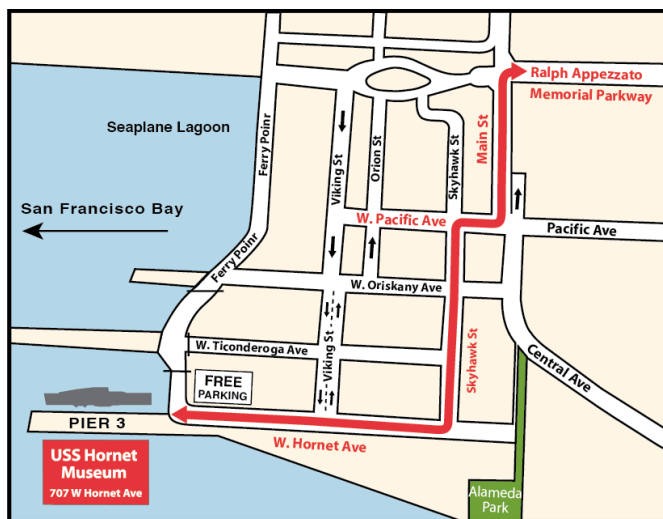 Ralph Appezzato
Memorial Parkway
Seaplane Lagoon
Ferry Poinr
Viking St
Orion St
Skyhawk St
Main St
San Francisco Bay
W. Pacific Ave
Pacific Ave
Ferry Poinr
W. Oriskany Ave
W. Ticonderoga Ave
Viking St
Skyhawk St
Central Ave
FREE
PARKING
PIER 3
W. Hornet Ave
USS Hornet
Museum
707 W Hornet Ave
Alameda
Park